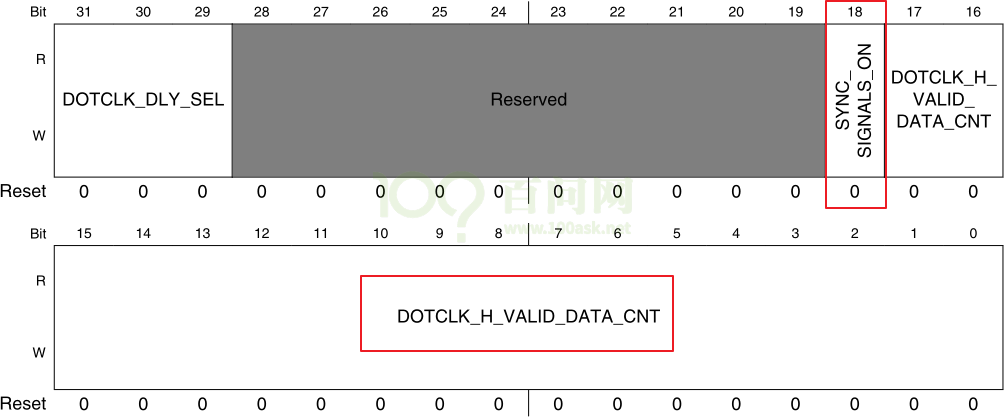 Bit 31 30 29 28 27 26 25 24 23 22 21 20 19 18 17 16
R
W
DOTCLK_DLY_SEL
Reserved
SYNC_
SIGNALS_ON
DOTCLK_H_
VALID_
DATA_CNT
Reset 0 0 0 0 0 0 0 0 0 0 0 0 0 0 0 0
100?
百问网
www.100ask.net
Bit 15 14 13 12 11 10 9 8 7 6 5 4 3 2 1 0
R
W
DOTCLK_H_VALID_DATA_CNT
Reset 0 0 0 0 0 0 0 0 0 0 0 0 0 0 0 0